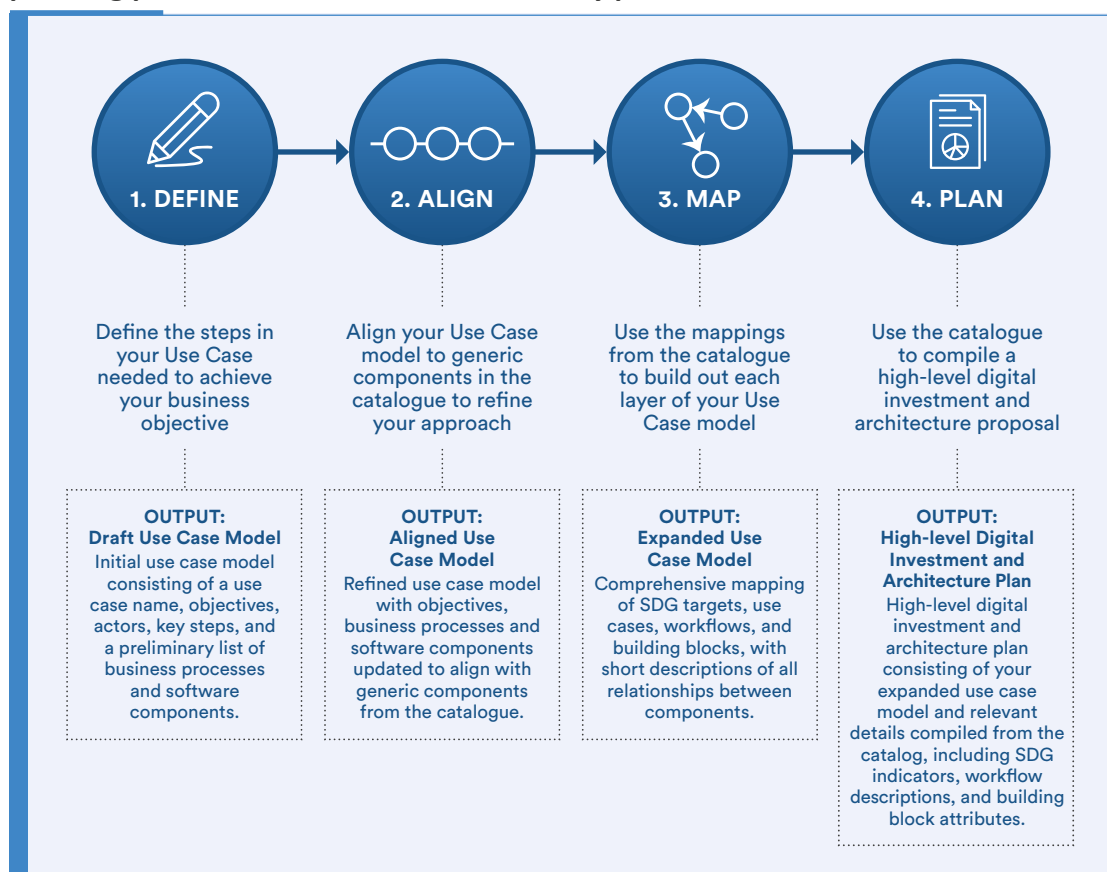 1. DEFINE
2. ALIGN
3. MAP
4. PLAN
Define the steps in
your Use Case
needed to achieve
your business
objective
Align your Use Case
model to generic
components in the
catalogue to refine
your approach
Use the mappings
from the catalogue
to build out each
layer of your Use
Case model
Use the catalogue
to compile a
high-level digital
investment and
architecture proposal
OUTPUT:
Draft Use Case Model
Initial use case model
consisting of a use
case name, objectives,
actors, key steps, and
a preliminary list of
business processes
and software
components.
OUTPUT:
Aligned Use
Case Model
Refined use case model
with objectives,
business processes and
software components
updated to align with
generic components
from the catalogue.
OUTPUT:
Expanded Use
Case Model
Comprehensive mapping
of SDG targets, use
cases, workflows, and
building blocks, with
short descriptions of all
relationships between
components.
OUTPUT:
High-level Digital
Investment and
Architecture Plan
High-level digital
investment and
architecture plan
consisting of your
expanded use case
model and relevant
details compiled from the
catalog, including SDG
indicators, workflow
descriptions, and building
block attributes.